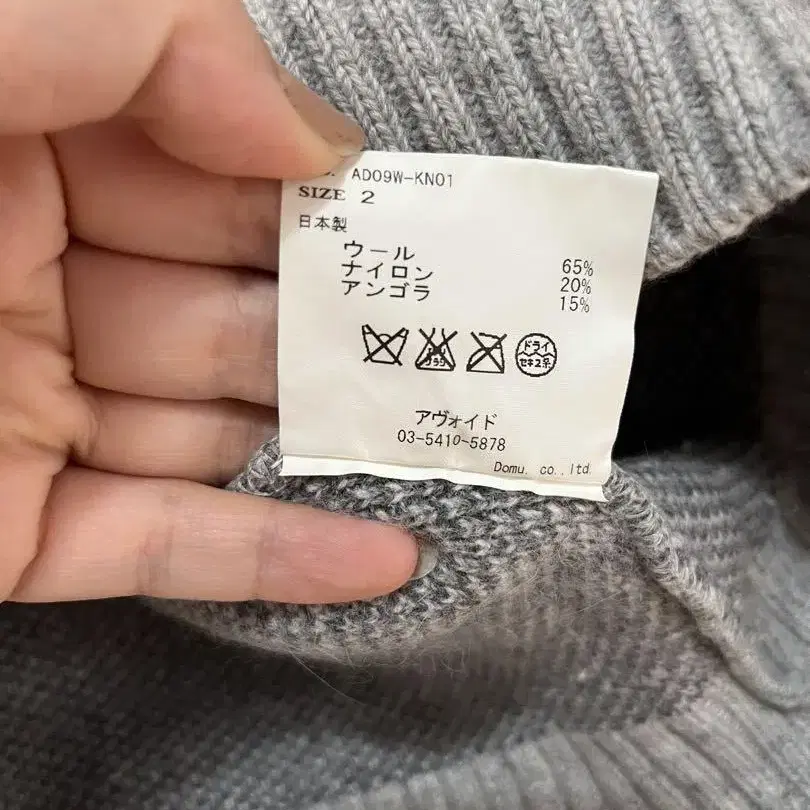 AD09W-KN01
SIZE 2
日本製
ウール 65%
ナイロン 20%
アンゴラ 15%
ドライ
セキユ系
アヴォイド
03-5410-5878
Domu. co., ltd.